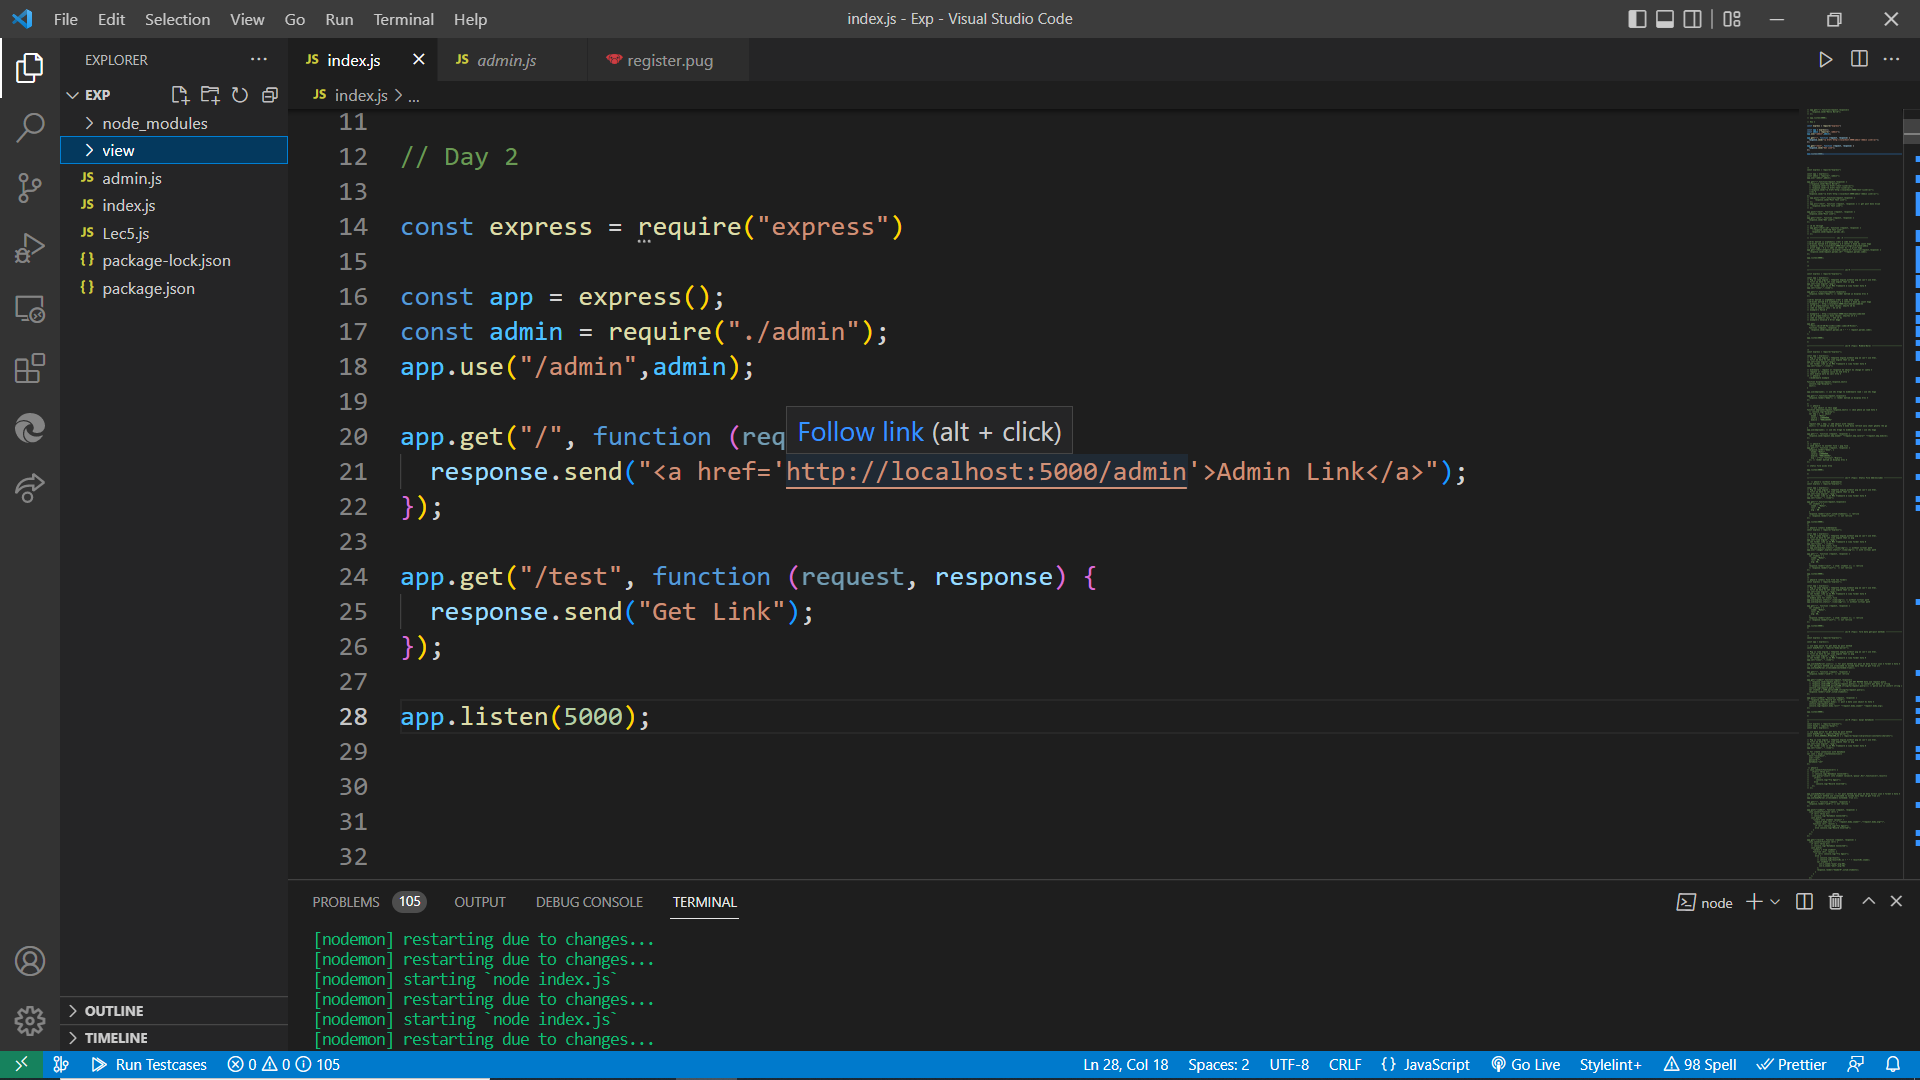 File Edit Selection View Go Run Terminal Help
index.js - Exp - Visual Studio Code
EXPLORER
EXP
node_modules
view
JS admin.js
JS index.js
JS Lec5.js
{} package-lock.json
{} package.json
OUTLINE
TIMELINE
JS index.js
JS admin.js
register.pug
JS index.js > ...
11
12 // Day 2
13
14 const express = require("express")
15
16 const app = express();
17 const admin = require("./admin");
18 app.use("/admin",admin);
19
20 app.get("/", function (req
Follow link (alt + click)
21 response.send("<a href='http://localhost:5000/admin'>Admin Link</a>");
22 });
23
24 app.get("/test", function (request, response) {
25 response.send("Get Link");
26 });
27
28 app.listen(5000);
29
30
31
32
PROBLEMS 105 OUTPUT DEBUG CONSOLE TERMINAL
node
[nodemon] restarting due to changes...
[nodemon] restarting due to changes...
[nodemon] starting `node index.js`
[nodemon] restarting due to changes...
[nodemon] starting `node index.js`
[nodemon] restarting due to changes...
Run Testcases 0 0 105
Ln 28, Col 18 Spaces: 2 UTF-8 CRLF {} JavaScript Go Live Stylelint+ 98 Spell Prettier